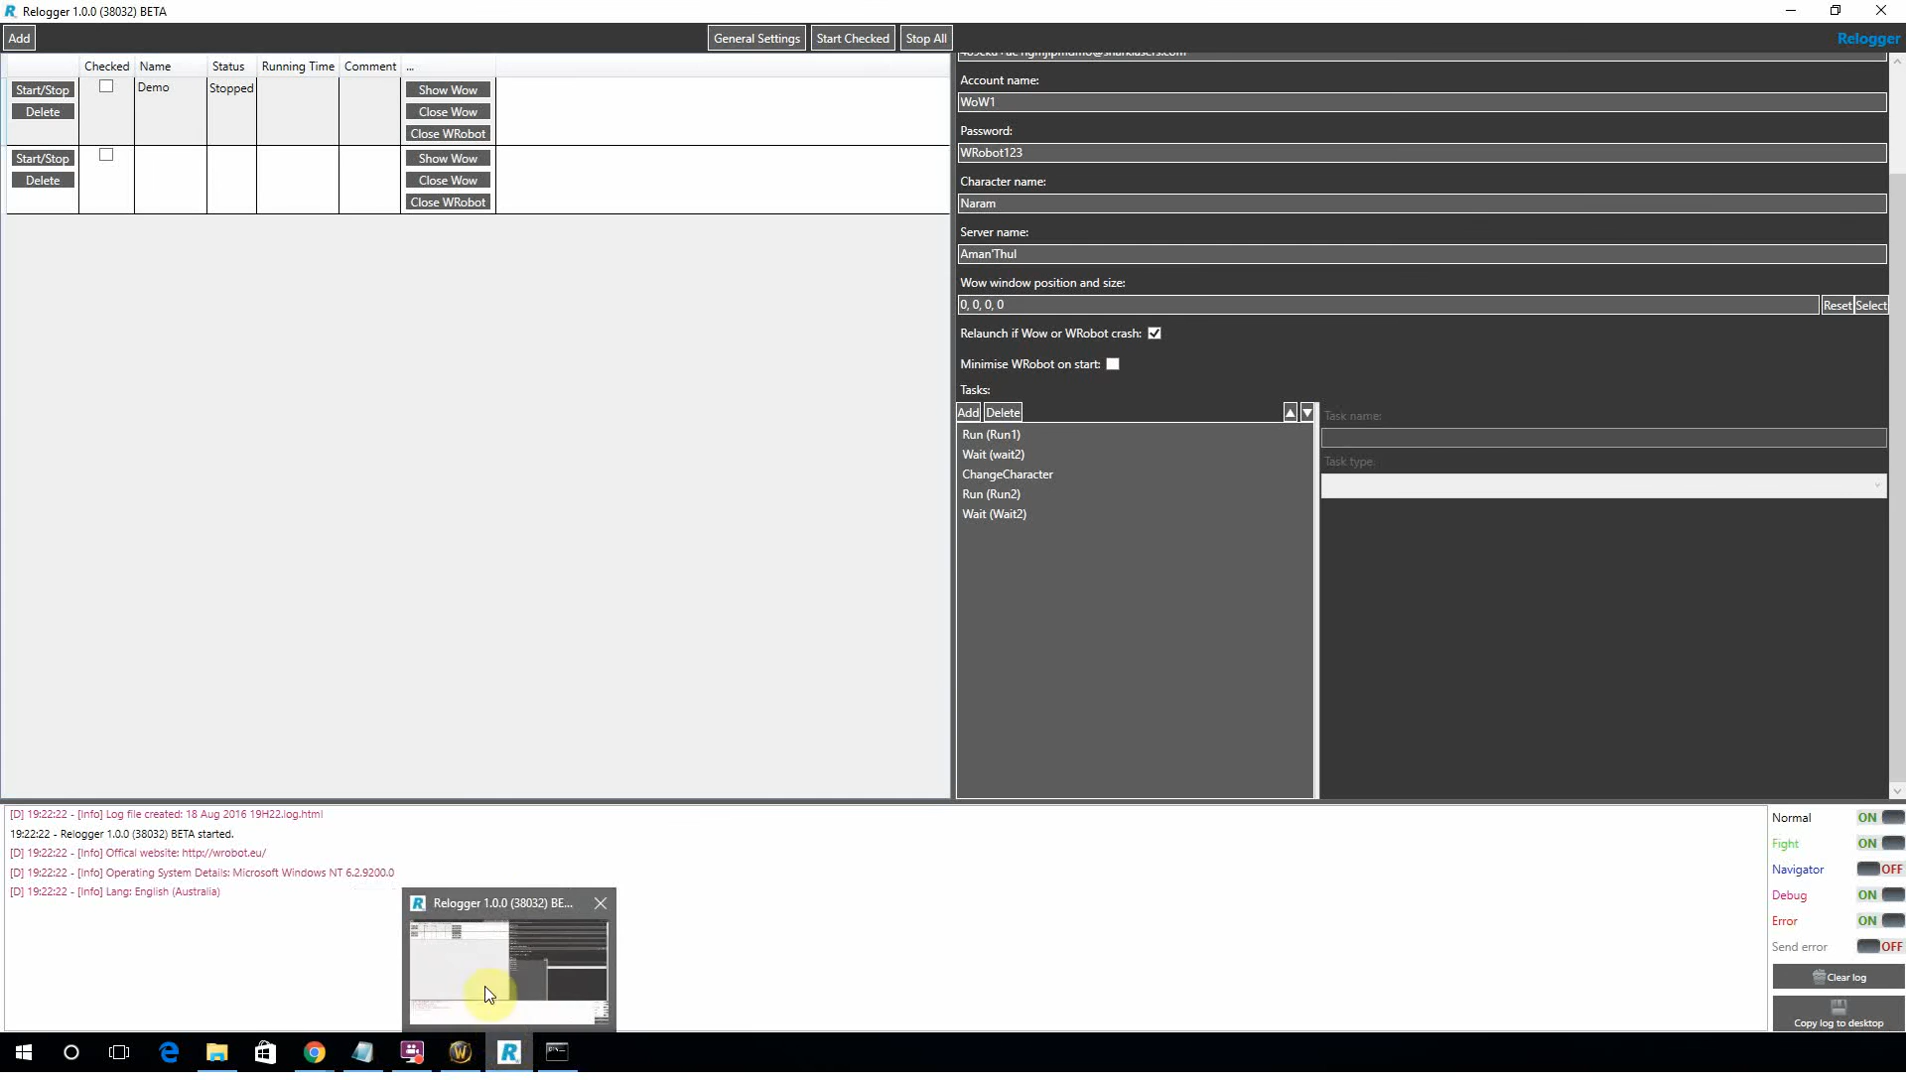 Relogger 1.0.0 (38032) BETA
Add
General Settings
Start Checked
Stop All
Relogger
Checked
Name
Status
Running Time
Comment
...
Start/Stop
Delete
Demo
Stopped
Show Wow
Close Wow
Close WRobot
Start/Stop
Delete
Show Wow
Close Wow
Close WRobot
Account name:
WoW1
Password:
WRobot123
Character name:
Naram
Server name:
Aman'Thul
Wow window position and size:
0, 0, 0, 0
Reset
Select
Relaunch if Wow or WRobot crash:
Minimise WRobot on start:
Tasks:
Add
Delete
Run (Run1)
Wait (wait2)
ChangeCharacter
Run (Run2)
Wait (Wait2)
Task name:
Task type:
[D] 19:22:22 - [Info] Log file created: 18 Aug 2016 19H22.log.html
19:22:22 - Relogger 1.0.0 (38032) BETA started.
[D] 19:22:22 - [Info] Offical website: http://wrobot.eu/
[D] 19:22:22 - [Info] Operating System Details: Microsoft Windows NT 6.2.9200.0
[D] 19:22:22 - [Info] Lang: English (Australia)
Relogger 1.0.0 (38032) BE...
Normal ON
Fight ON
Navigator OFF
Debug ON
Error ON
Send error OFF
Clear log
Copy log to desktop